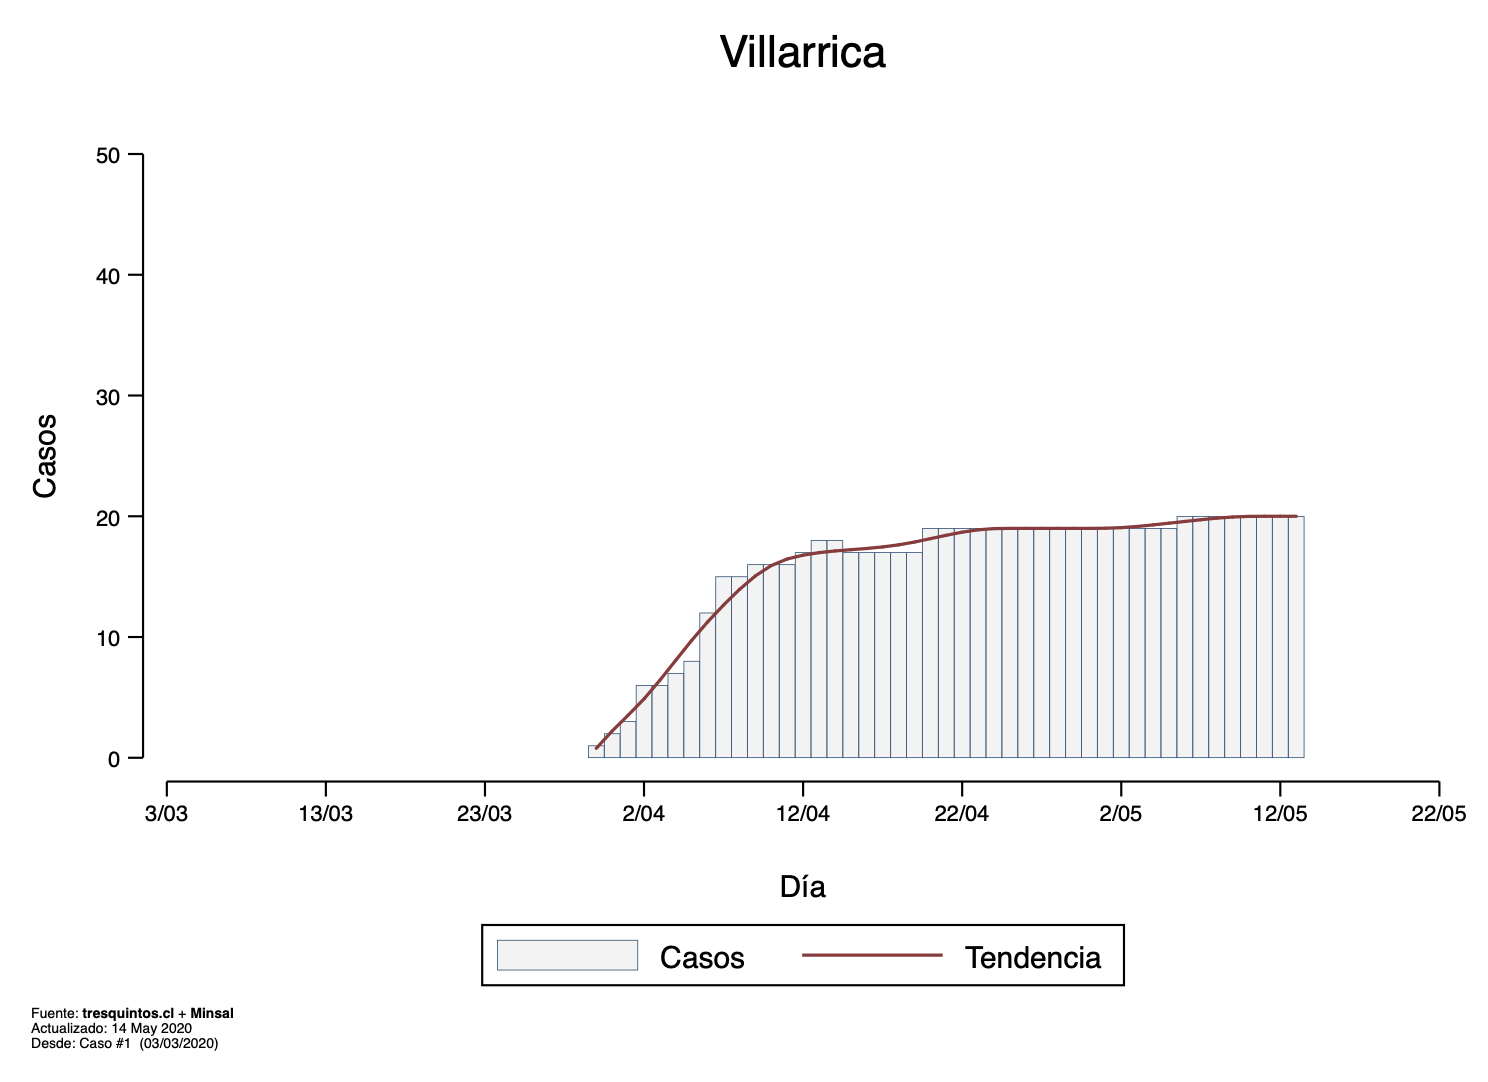 Villarrica
50
40
30
20
10
0
Casos
3/03 13/03 23/03 2/04 12/04 22/04 2/05 12/05 22/05
Día
Casos Tendencia
Fuente: tresquintos.cl + Minsal
Actualizado: 14 May 2020
Desde: Caso #1 (03/03/2020)